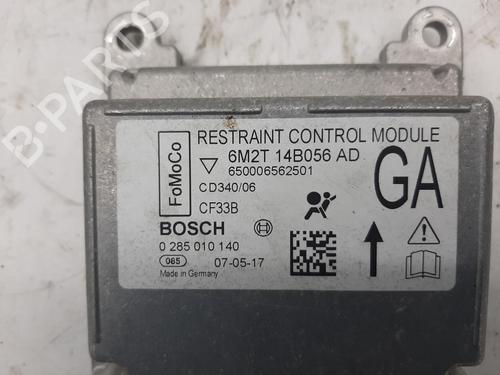 RESTRAINT CONTROL MODULE
FoMoCo
6M2T 14B056 AD
650006562501
GA
CD340/06
CF33B
BOSCH
0 285 010 140
065 07-05-17
Made in Germany
B-PARTS